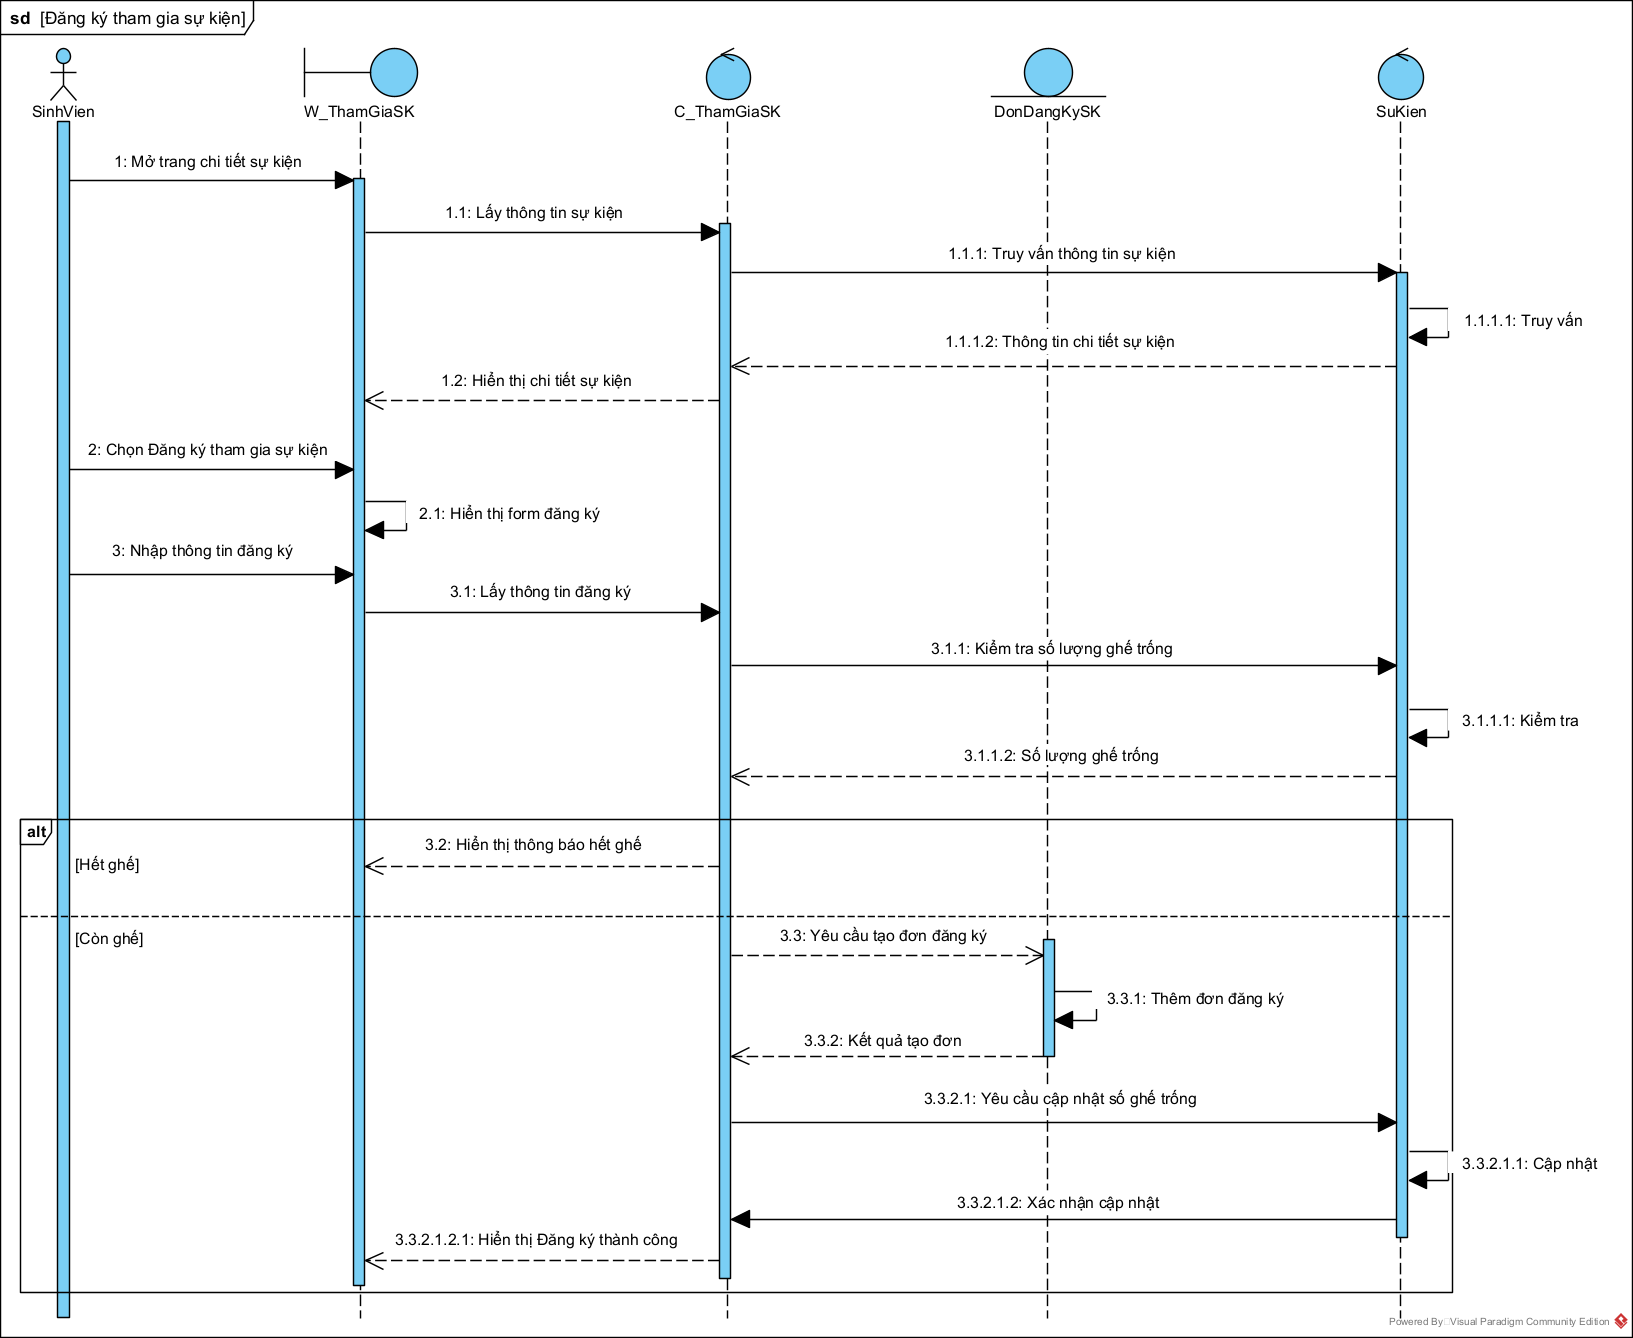 sd [Đăng ký tham gia sự kiện]
SinhVien
W_ThamGiaSK
C_ThamGiaSK
DonDangKySK
SuKien
1: Mở trang chi tiết sự kiện
1.1: Lấy thông tin sự kiện
1.1.1: Truy vấn thông tin sự kiện
1.1.1.1: Truy vấn
1.1.1.2: Thông tin chi tiết sự kiện
1.2: Hiển thị chi tiết sự kiện
2: Chọn Đăng ký tham gia sự kiện
2.1: Hiển thị form đăng ký
3: Nhập thông tin đăng ký
3.1: Lấy thông tin đăng ký
3.1.1: Kiểm tra số lượng ghế trống
3.1.1.1: Kiểm tra
3.1.1.2: Số lượng ghế trống
alt
3.2: Hiển thị thông báo hết ghế
[Hết ghế]
[Còn ghế]
3.3: Yêu cầu tạo đơn đăng ký
3.3.1: Thêm đơn đăng ký
3.3.2: Kết quả tạo đơn
3.3.2.1: Yêu cầu cập nhật số ghế trống
3.3.2.1.1: Cập nhật
3.3.2.1.2: Xác nhận cập nhật
3.3.2.1.2.1: Hiển thị Đăng ký thành công
Powered By Visual Paradigm Community Edition